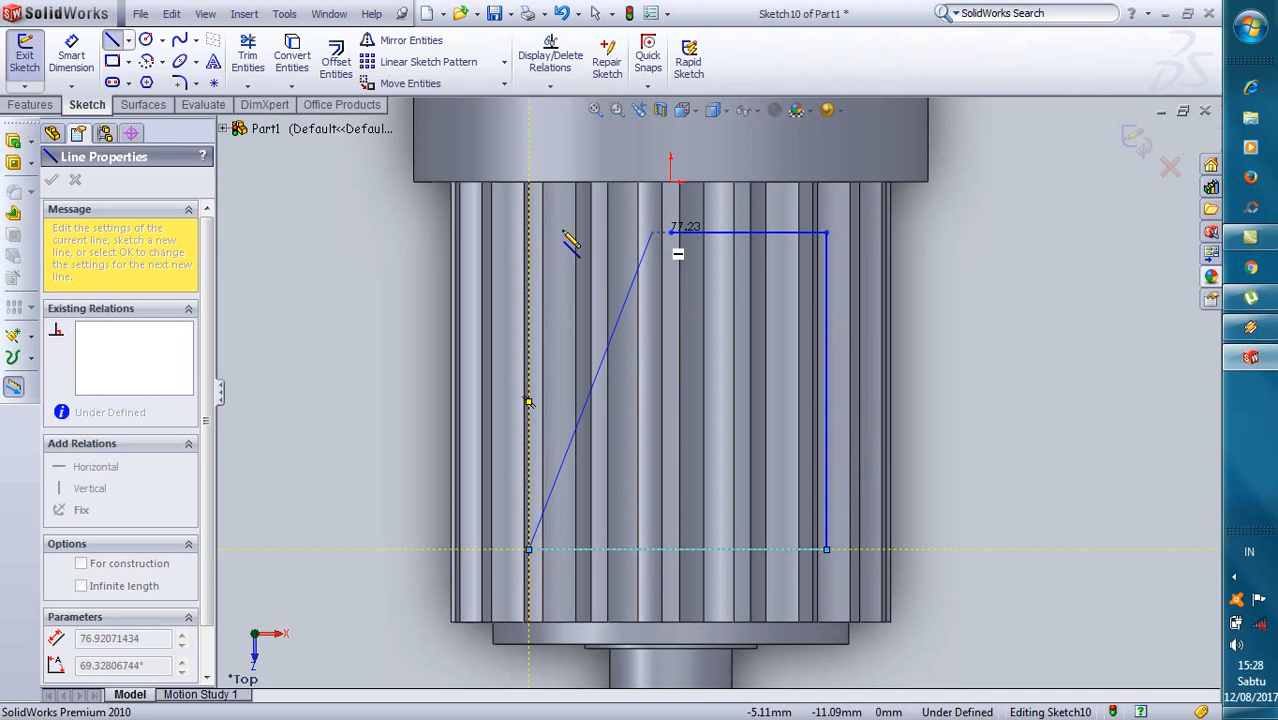 SolidWorks
File
Edit
View
Insert
Tools
Window
Help
Sketch10 of Part1 *
SolidWorks Search
?
Exit Sketch
Smart Dimension
Trim Entities
Convert Entities
Offset Entities
Mirror Entities
Linear Sketch Pattern
Move Entities
Display/Delete Relations
Repair Sketch
Quick Snaps
Rapid Sketch
Features
Sketch
Surfaces
Evaluate
DimXpert
Office Products
Part1 (Default<<Defaul...
Line Properties
?
Message
Edit the settings of the
current line, sketch a new
line, or select OK to change
the settings for the next new
line.
Existing Relations
Under Defined
Add Relations
Horizontal
Vertical
Fix
Options
For construction
Infinite length
Parameters
76.92071434
69.32806744°
77.23
X
Z
*Top
Model
Motion Study 1
SolidWorks Premium 2010
-5.11mm
-11.09mm
0mm
Under Defined
Editing Sketch10
IN
15:28
Sabtu
12/08/2017